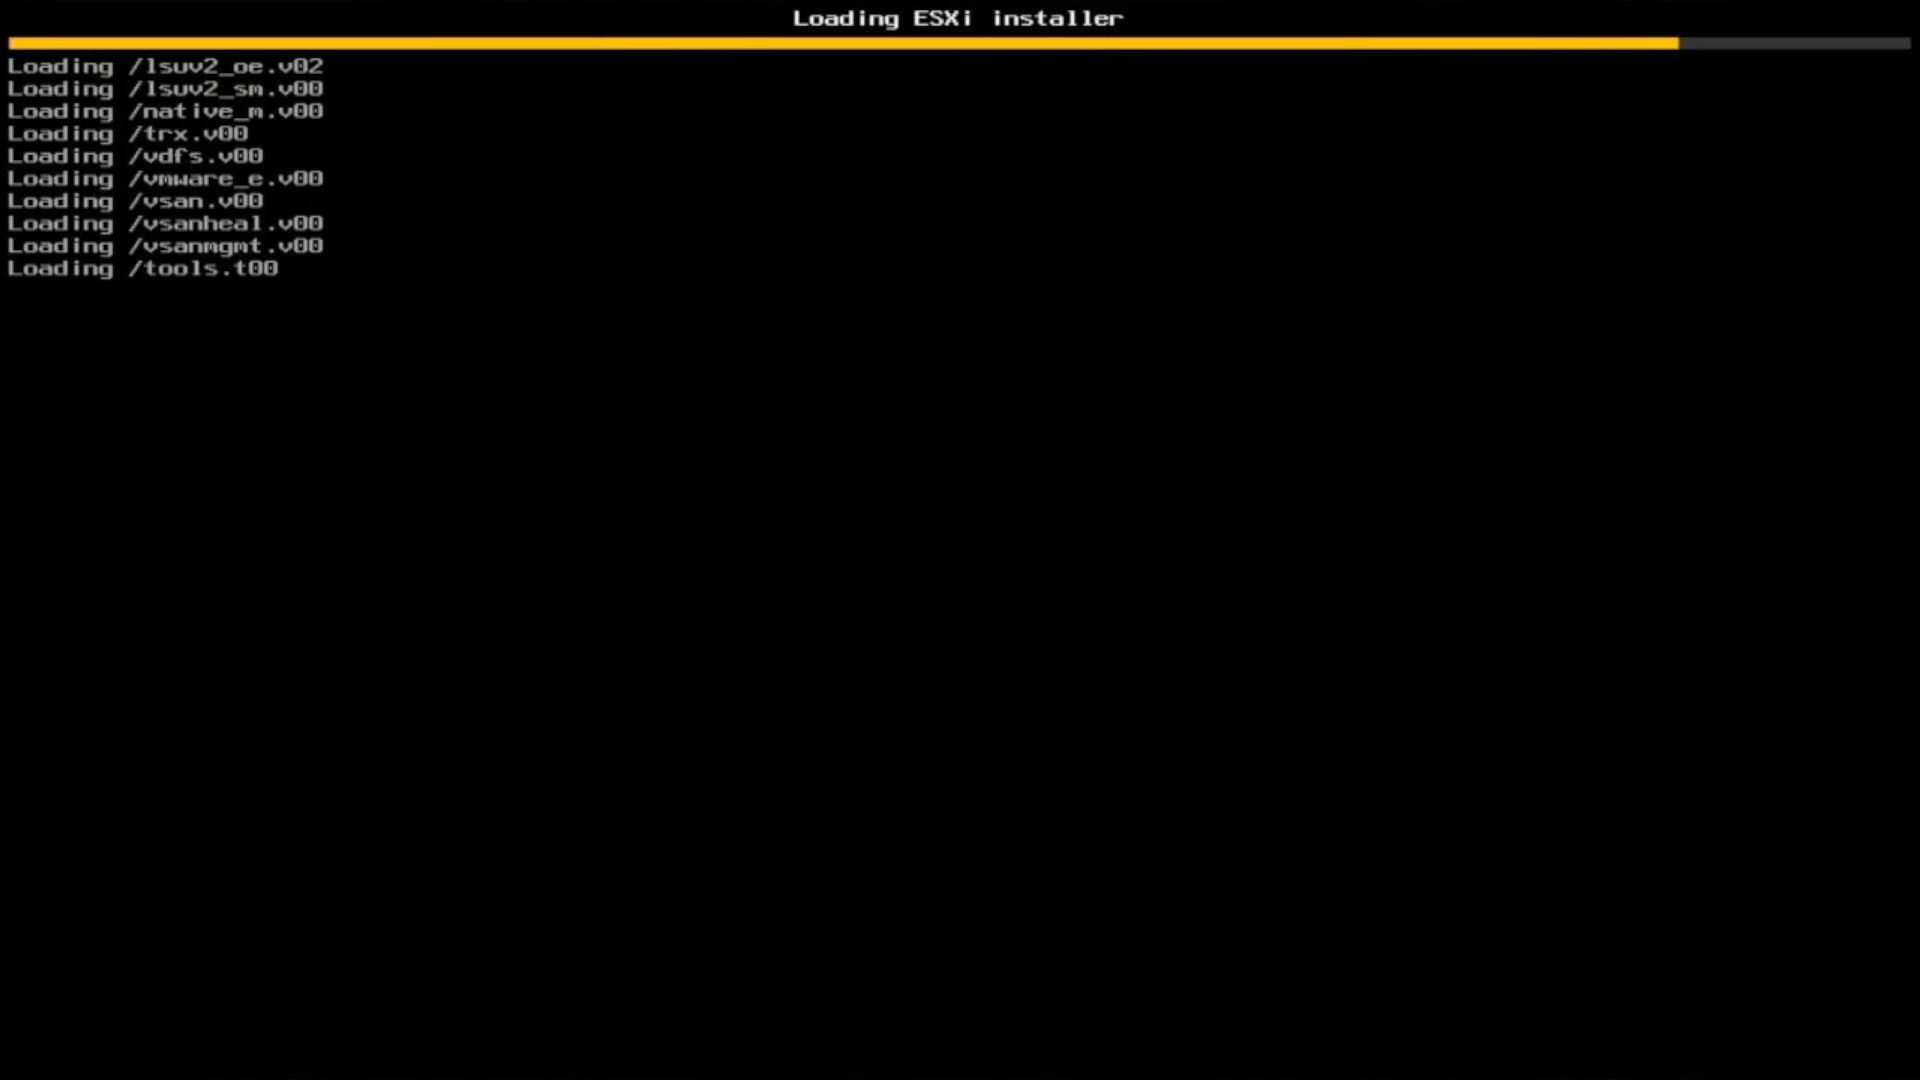 Loading ESXi installer
Loading /lsuv2_oe.v02
Loading /lsuv2_sm.v00
Loading /native_m.v00
Loading /trx.v00
Loading /vdfs.v00
Loading /vmware_e.v00
Loading /vsan.v00
Loading /vsanheal.v00
Loading /vsanmgmt.v00
Loading /tools.t00